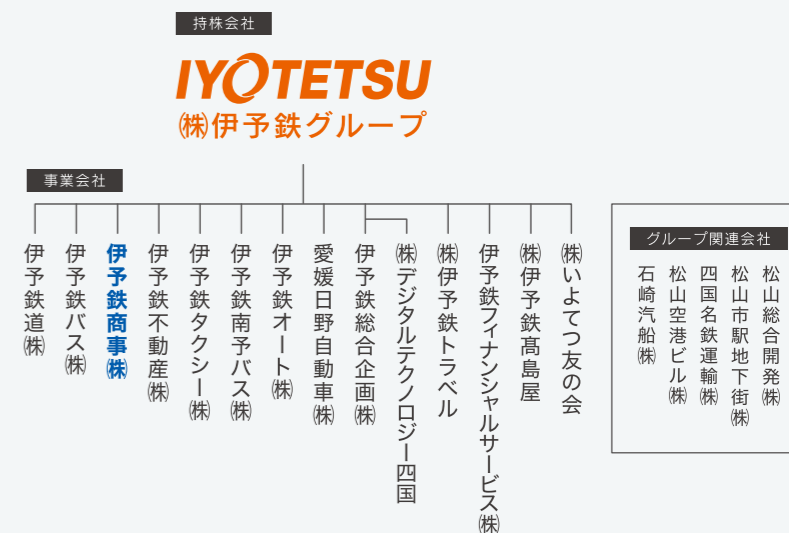 持株会社
IYOTETSU
㈱伊予鉄グループ
事業会社
伊予鉄道㈱
伊予鉄バス㈱
伊予鉄商事㈱
伊予鉄不動産㈱
伊予鉄タクシー㈱
伊予鉄南予バス㈱
伊予鉄オート㈱
愛媛日野自動車㈱
伊予鉄総合企画㈱
㈱デジタルテクノロジー四国
㈱伊予鉄トラベル
伊予鉄フィナンシャルサービス㈱
㈱伊予鉄髙島屋
㈱いよてつ友の会
グループ関連会社
石崎汽船㈱
松山空港ビル㈱
四国名鉄運輸㈱
松山市駅地下街㈱
松山総合開発㈱